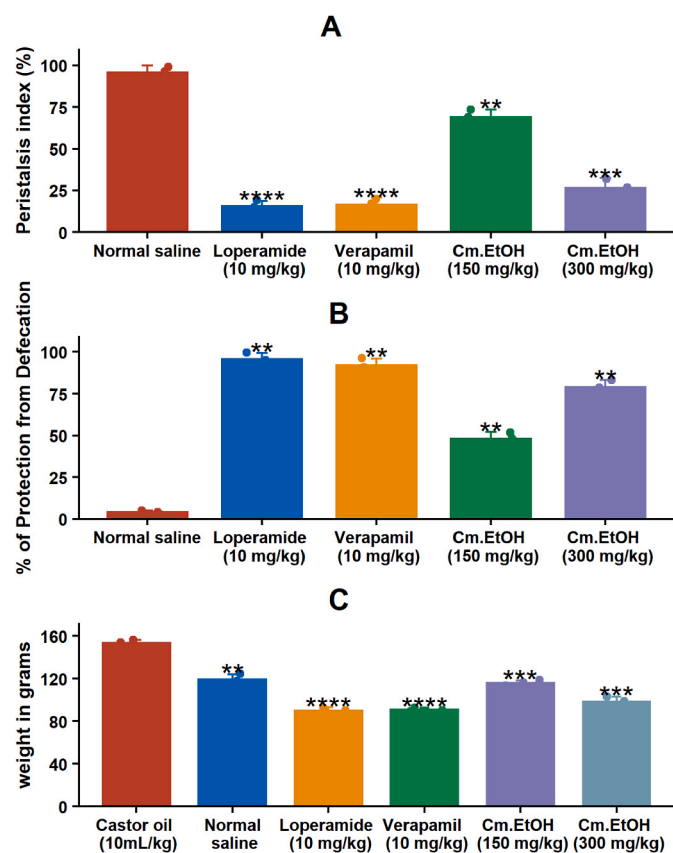 A
Peristalsis index (%)
100
75
50
25
0
**** **** ** ***
Normal saline Loperamide Verapamil Cm.EtOH Cm.EtOH
(10 mg/kg) (10 mg/kg) (150 mg/kg) (300 mg/kg)
B
% of Protection from Defecation
100
75
50
25
0
** ** ** **
Normal saline Loperamide Verapamil Cm.EtOH Cm.EtOH
(10 mg/kg) (10 mg/kg) (150 mg/kg) (300 mg/kg)
C
weight in grams
160
120
80
40
0
** **** **** *** ***
Castor oil Normal Loperamide Verapamil Cm.EtOH Cm.EtOH
(10mL/kg) saline (10 mg/kg) (10 mg/kg) (150 mg/kg) (300 mg/kg)